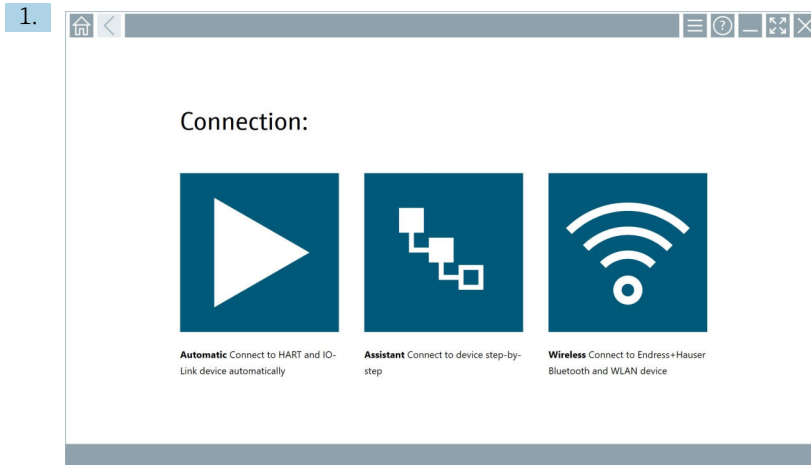 1.
?
Connection:
Automatic Connect to HART and IO-
Link device automatically
Assistant Connect to device step-by-
step
Wireless Connect to Endress+Hauser
Bluetooth and WLAN device